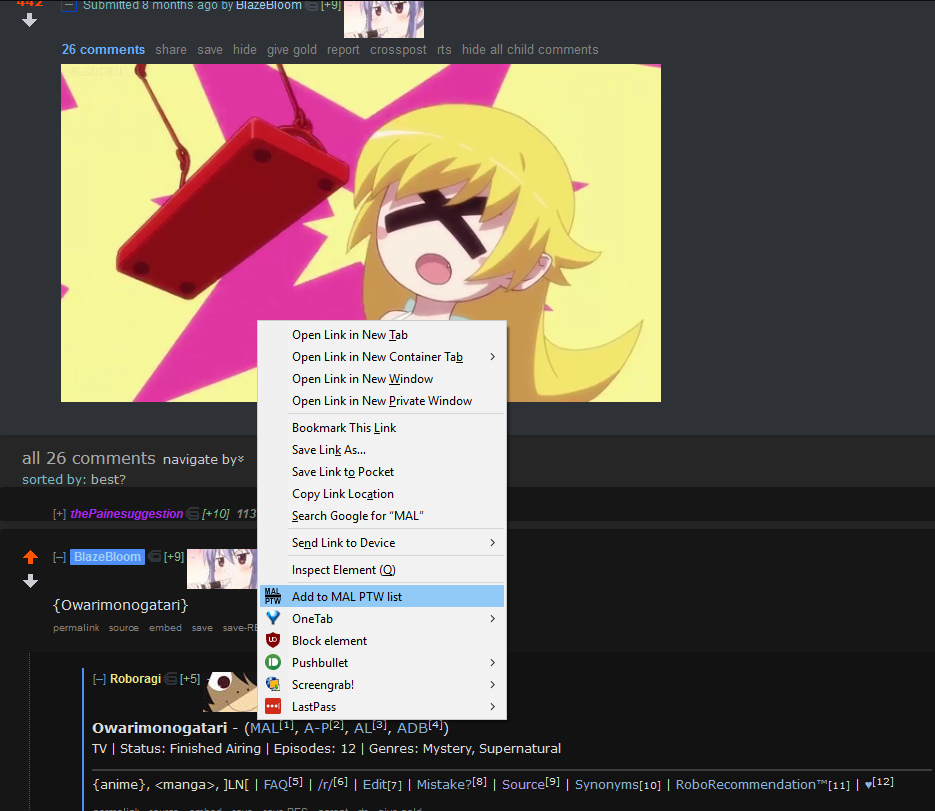 442 [–] Submitted 8 months ago by BlazeBloom [+9]
26 comments share save hide give gold report crosspost rts hide all child comments
Open Link in New Tab
Open Link in New Container Tab
Open Link in New Window
Open Link in New Private Window
Bookmark This Link
Save Link As...
Save Link to Pocket
Copy Link Location
Search Google for “MAL”
Send Link to Device
Inspect Element (Q)
MAL PTW Add to MAL PTW list
OneTab
Block element
Pushbullet
Screengrab!
LastPass
all 26 comments navigate by
sorted by: best?
[+] thePainesuggestion [+10] 113
[–] BlazeBloom [+9]
{Owarimonogatari}
permalink source embed save save-RE
[–] Roboragi [+5]
Owarimonogatari - (MAL[1], A-P[2], AL[3], ADB[4])
TV | Status: Finished Airing | Episodes: 12 | Genres: Mystery, Supernatural
{anime}, <manga>, ]LN[ | FAQ[5] | /r/[6] | Edit[7] | Mistake?[8] | Source[9] | Synonyms[10] | RoboRecommendation™[11] | ♥[12]